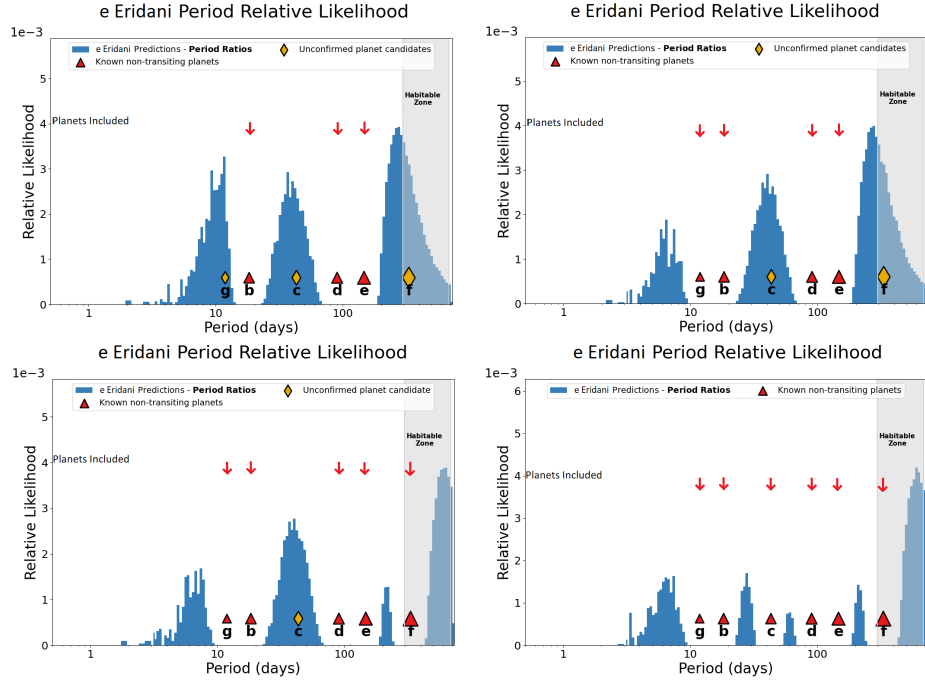 e Eridani Period Relative Likelihood
1e−3
e Eridani Predictions - Period Ratios
Unconfirmed planet candidates
Known non-transiting planets
Habitable
Zone
Planets Included
Relative Likelihood
5
4
3
2
1
0
g b c d e f
1 10 100
Period (days)
e Eridani Period Relative Likelihood
1e−3
e Eridani Predictions - Period Ratios
Unconfirmed planet candidates
Known non-transiting planets
Habitable
Zone
Planets Included
Relative Likelihood
5
4
3
2
1
0
g b c d e f
1 10 100
Period (days)
e Eridani Period Relative Likelihood
1e−3
e Eridani Predictions - Period Ratios
Unconfirmed planet candidate
Known non-transiting planets
Habitable
Zone
Planets Included
Relative Likelihood
5
4
3
2
1
0
g b c d e f
1 10 100
Period (days)
e Eridani Period Relative Likelihood
1e−3
e Eridani Predictions - Period Ratios
Known non-transiting planets
Habitable
Zone
Planets Included
Relative Likelihood
6
5
4
3
2
1
0
g b c d e f
1 10 100
Period (days)